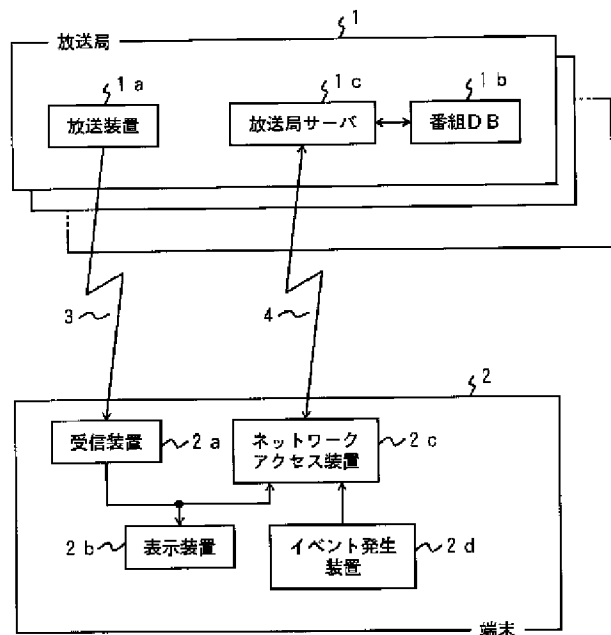 放送局
1
1a
1c
1b
放送装置
放送局サーバ
番組DB
3
4
2
受信装置
2a
ネットワーク
アクセス装置
2c
2b
表示装置
イベント発生
装置
2d
端末